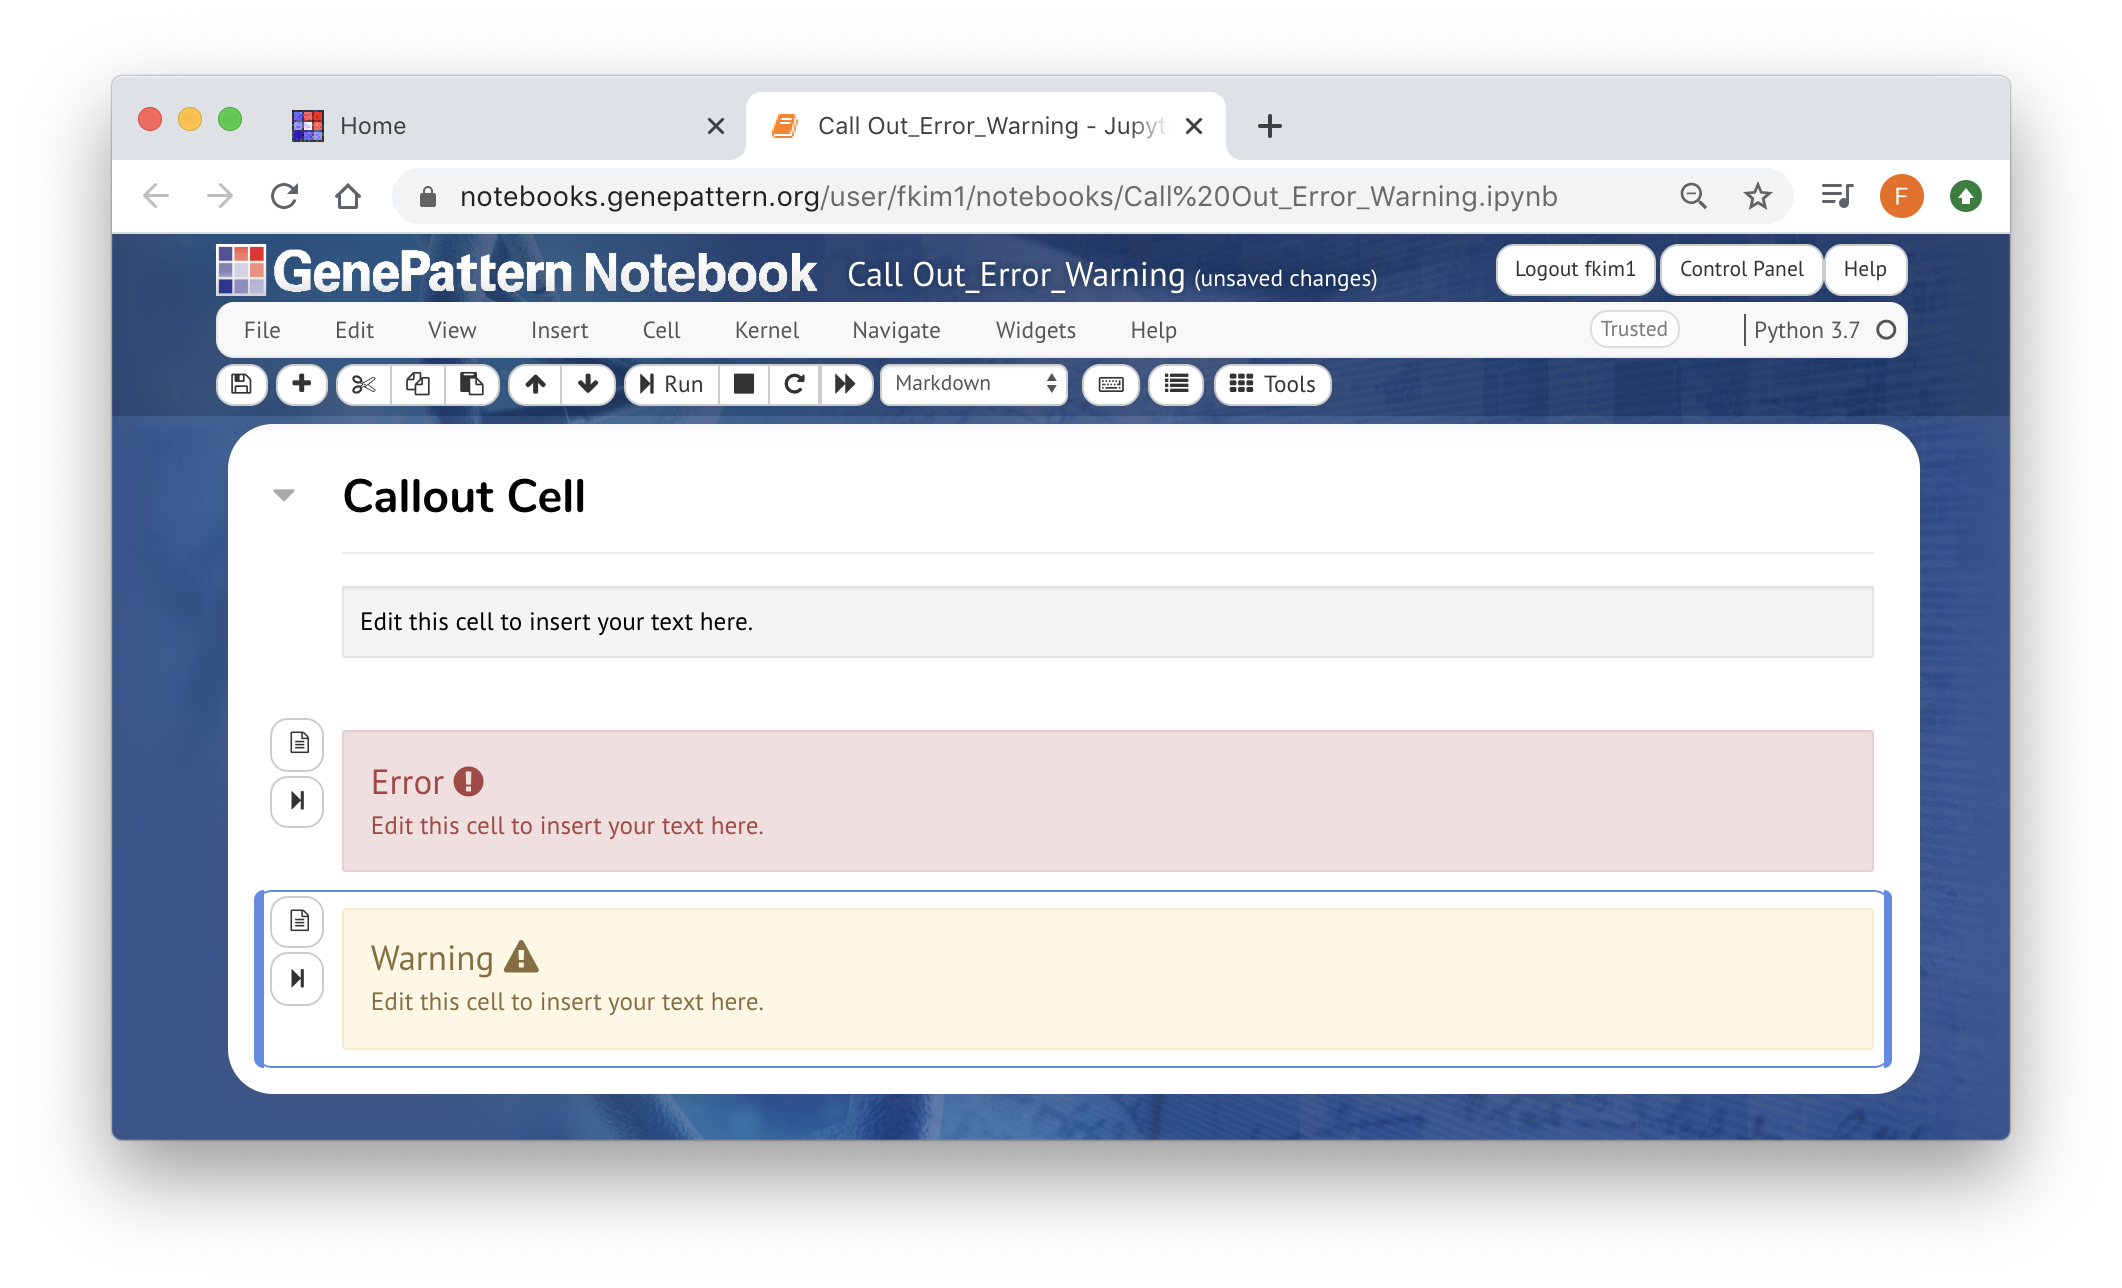 Home
Call Out_Error_Warning - Jupyt
notebooks.genepattern.org/user/fkim1/notebooks/Call%20Out_Error_Warning.ipynb
F
GenePattern Notebook Call Out_Error_Warning (unsaved changes) Logout fkim1 Control Panel Help
File Edit View Insert Cell Kernel Navigate Widgets Help Trusted Python 3.7
Run Markdown Tools
Callout Cell
Edit this cell to insert your text here.
Error
Edit this cell to insert your text here.
Warning
Edit this cell to insert your text here.